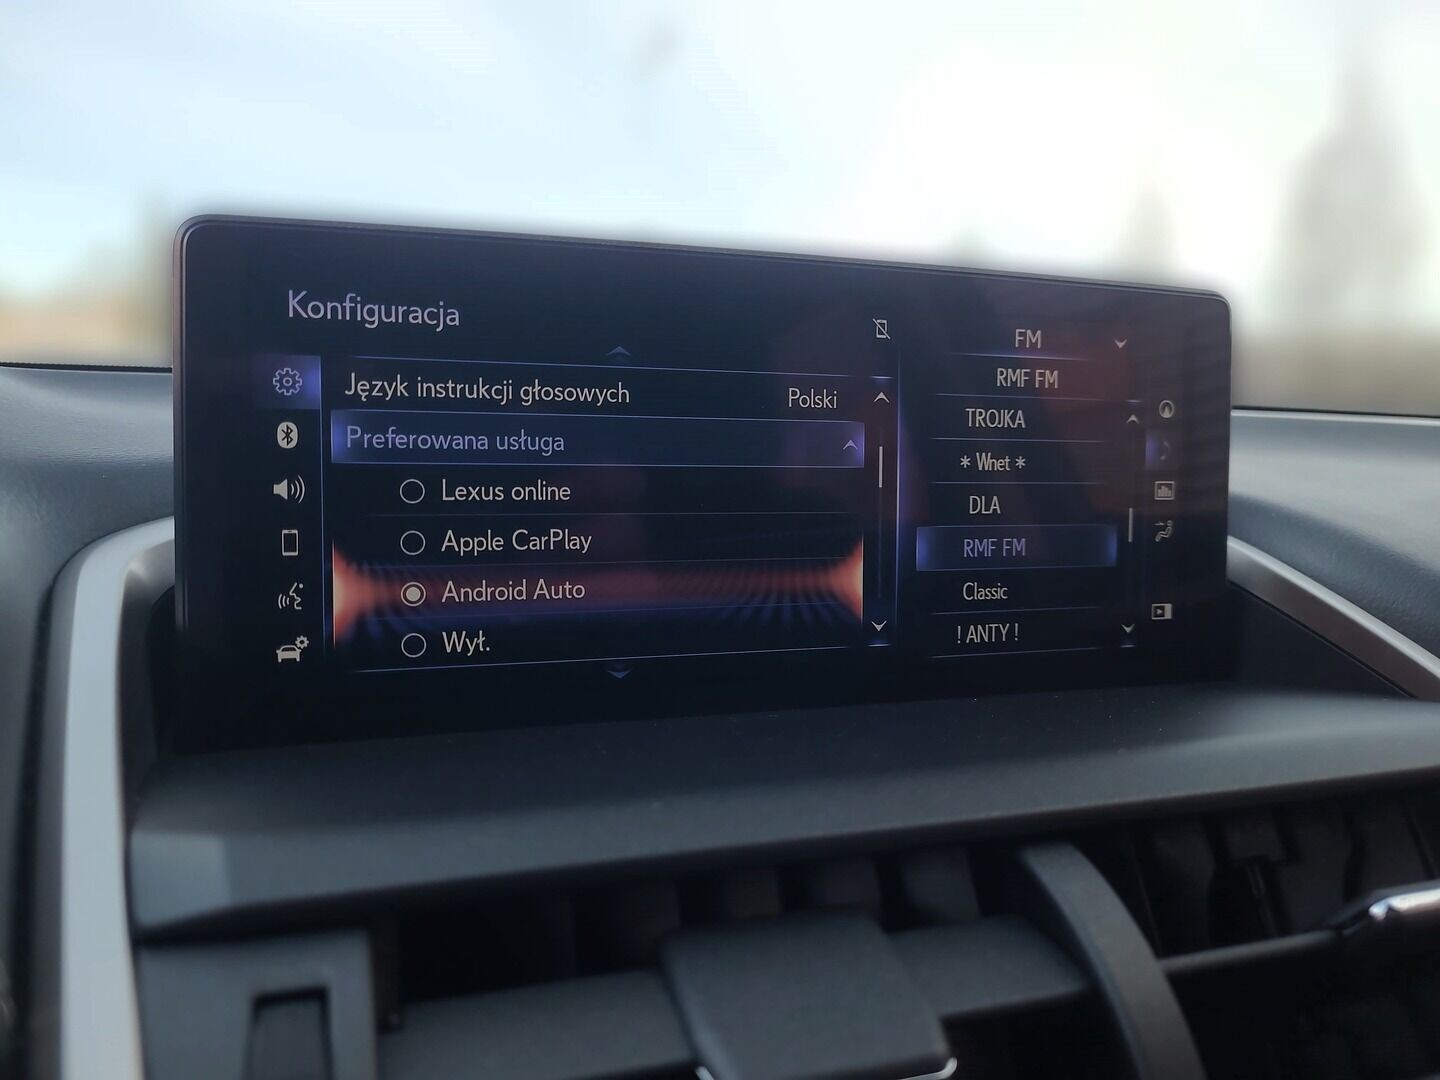 Konfiguracja
Język instrukcji głosowych Polski
Preferowana usługa
Lexus online
Apple CarPlay
Android Auto
Wył.
FM
RMF FM
TROJKA
* Wnet *
DLA
RMF FM
Classic
! ANTY !